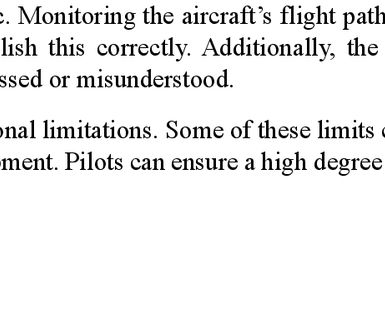 c. Monitoring the aircraft’s flight path
lish this correctly. Additionally, the
ssed or misunderstood.
onal limitations. Some of these limits c
oment. Pilots can ensure a high degree